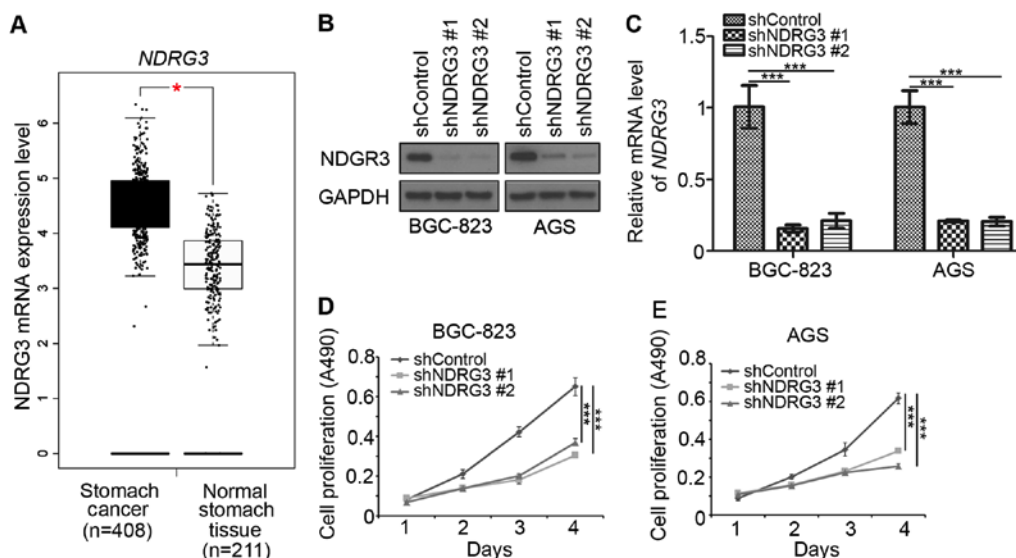 A
NDRG3
*
NDRG3 mRNA expression level
6
5
4
3
2
1
0
Stomach
cancer
(n=408)
Normal
stomach
tissue
(n=211)
B
shControl
shNDRG3 #1
shNDRG3 #2
shControl
shNDRG3 #1
shNDRG3 #2
NDGR3
GAPDH
BGC-823
AGS
C
shControl
shNDRG3 #1
shNDRG3 #2
Relative mRNA level
of NDRG3
1.5
1
0.5
0
***
***
***
***
BGC-823
AGS
D
BGC-823
Cell proliferation (A490)
0.8
0.6
0.4
0.2
0
shControl
shNDRG3 #1
shNDRG3 #2
***
***
1 2 3 4
Days
E
AGS
Cell proliferation (A490)
0.8
0.6
0.4
0.2
0
shControl
shNDRG3 #1
shNDRG3 #2
***
***
1 2 3 4
Days